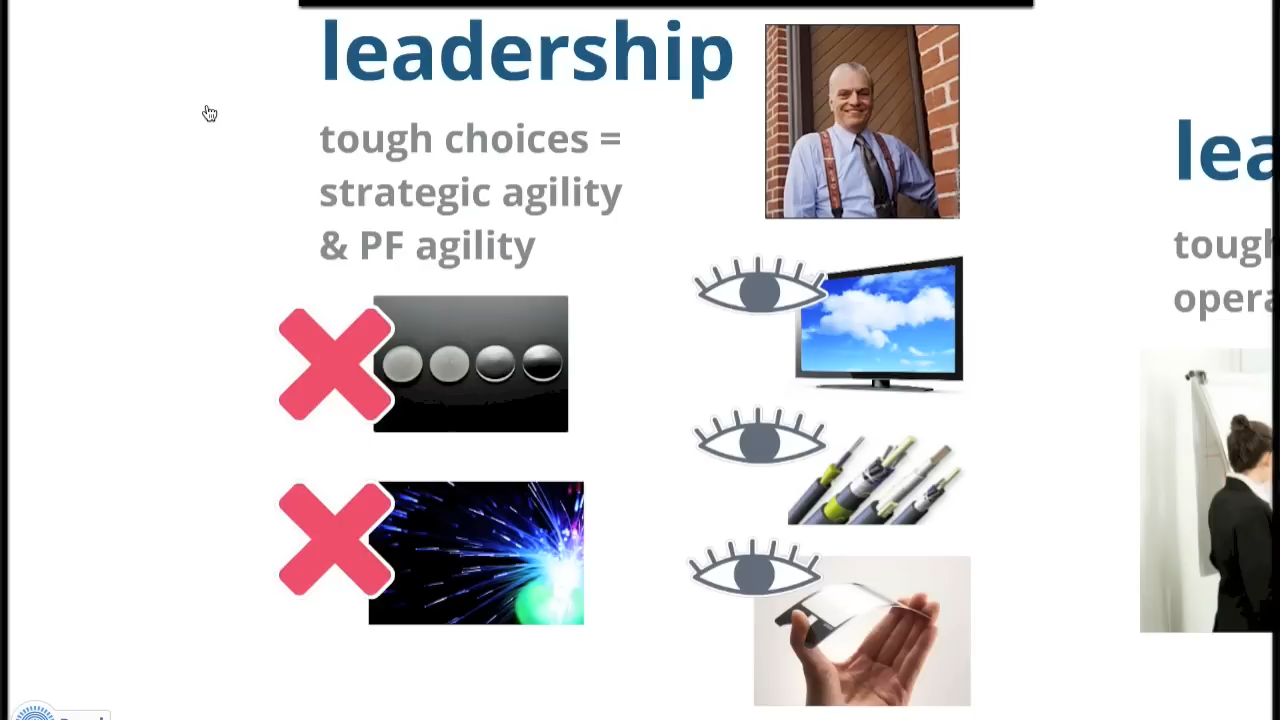 leadership
tough choices =
strategic agility
& PF agility
lea
tough
opera